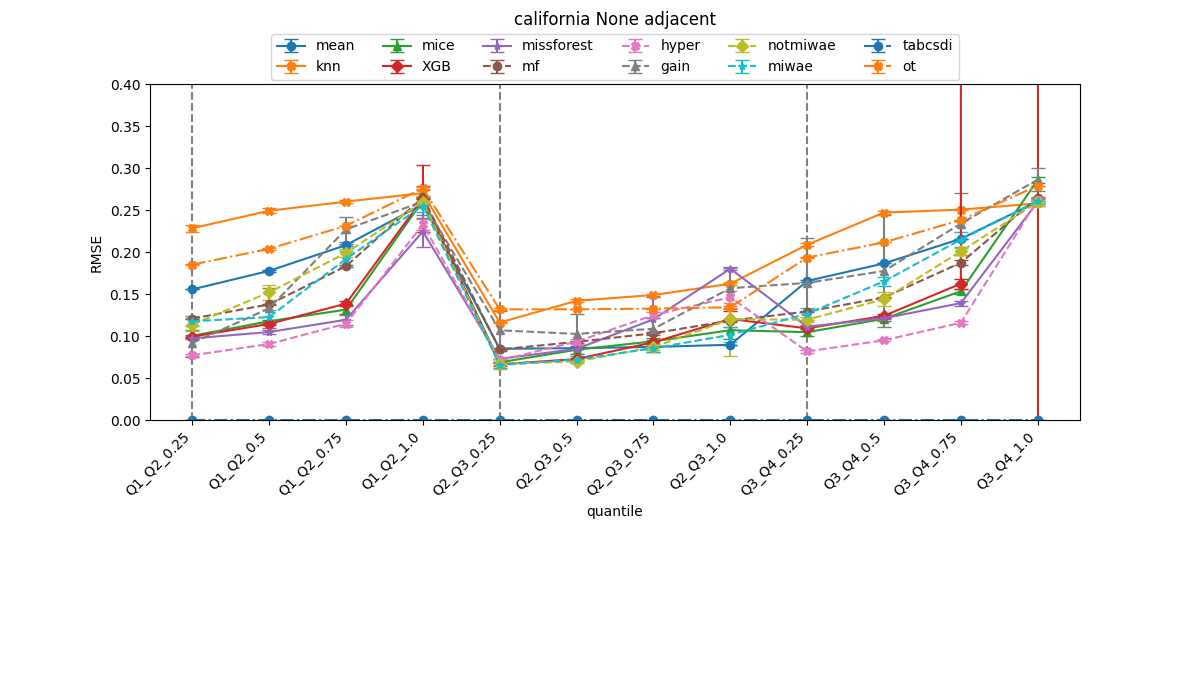 california None adjacent
mean mice missforest hyper notmiwae tabcsdi
knn XGB mf gain miwae ot
0.40
0.35
0.30
0.25
0.20
0.15
0.10
0.05
0.00
RMSE
Q1_Q2_0.25 Q1_Q2_0.5 Q1_Q2_0.75 Q1_Q2_1.0 Q2_Q3_0.25 Q2_Q3_0.5 Q2_Q3_0.75 Q2_Q3_1.0 Q3_Q4_0.25 Q3_Q4_0.5 Q3_Q4_0.75 Q3_Q4_1.0
quantile